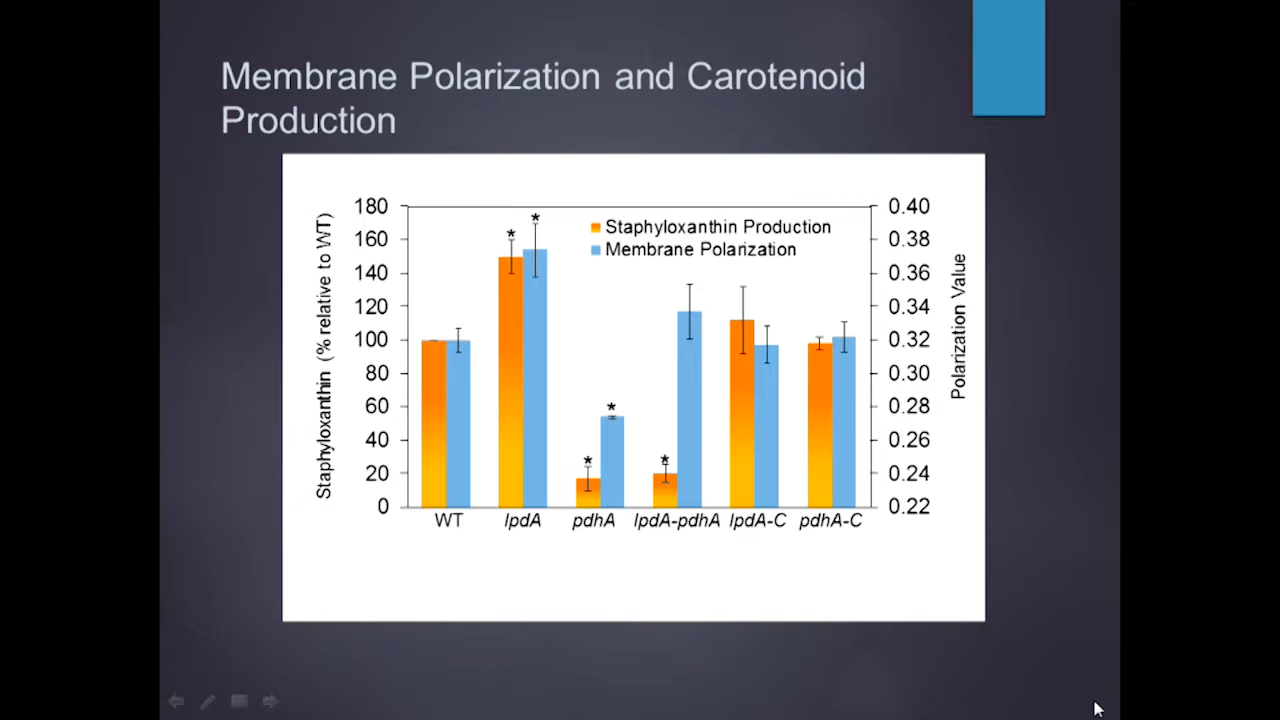 Membrane Polarization and Carotenoid
Production
Staphyloxanthin (% relative to WT)
180
160
140
120
100
80
60
40
20
0
* * * * * *
Staphyloxanthin Production
Membrane Polarization
0.40
0.38
0.36
0.34
0.32
0.30
0.28
0.26
0.24
0.22
Polarization Value
WT lpdA pdhA lpdA-pdhA lpdA-C pdhA-C